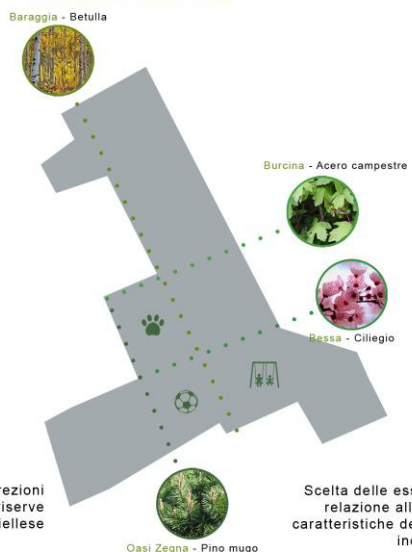 Baraggia - Betulla
Burcina - Acero campestre
Bessa - Ciliegio
rezioni
riserve
iellese
Scelta delle ess
relazione all
caratteristiche de
ind
Oasi Zegna - Pino mugo